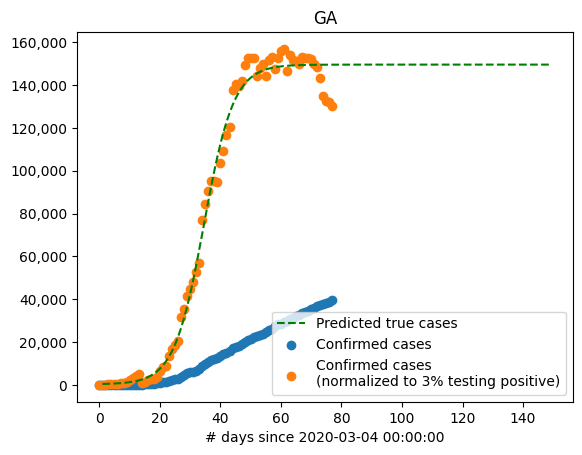 GA
160,000
140,000
120,000
100,000
80,000
60,000
40,000
20,000
0
Predicted true cases
Confirmed cases
Confirmed cases
(normalized to 3% testing positive)
0 20 40 60 80 100 120 140
# days since 2020-03-04 00:00:00